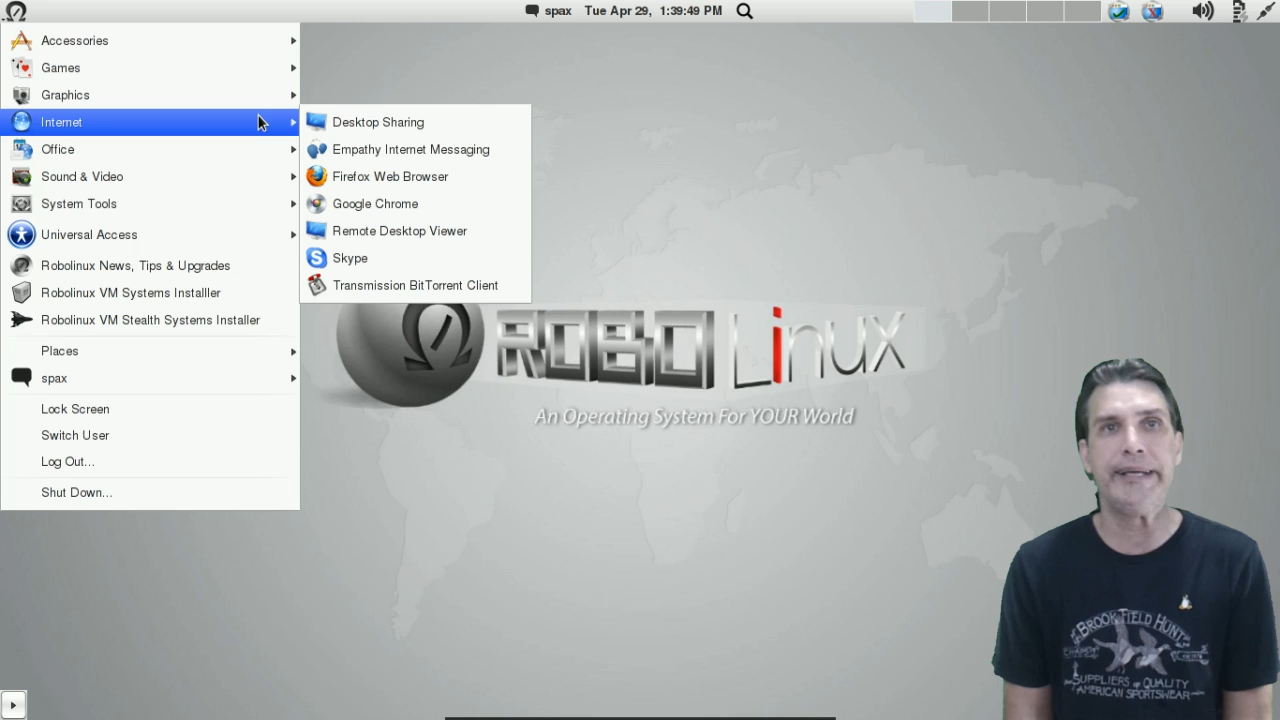 spax Tue Apr 29, 1:39:49 PM
Accessories
Games
Graphics
Internet
Office
Sound & Video
System Tools
Universal Access
Robolinux News, Tips & Upgrades
Robolinux VM Systems Installler
Robolinux VM Stealth Systems Installer
Places
spax
Lock Screen
Switch User
Log Out...
Shut Down...
Desktop Sharing
Empathy Internet Messaging
Firefox Web Browser
Google Chrome
Remote Desktop Viewer
Skype
Transmission BitTorrent Client
ROBO Linux
An Operating System For YOUR World
BROOK FIELD HUNT
SUPPLIERS of QUALITY
AMERICAN SPORTSWEAR